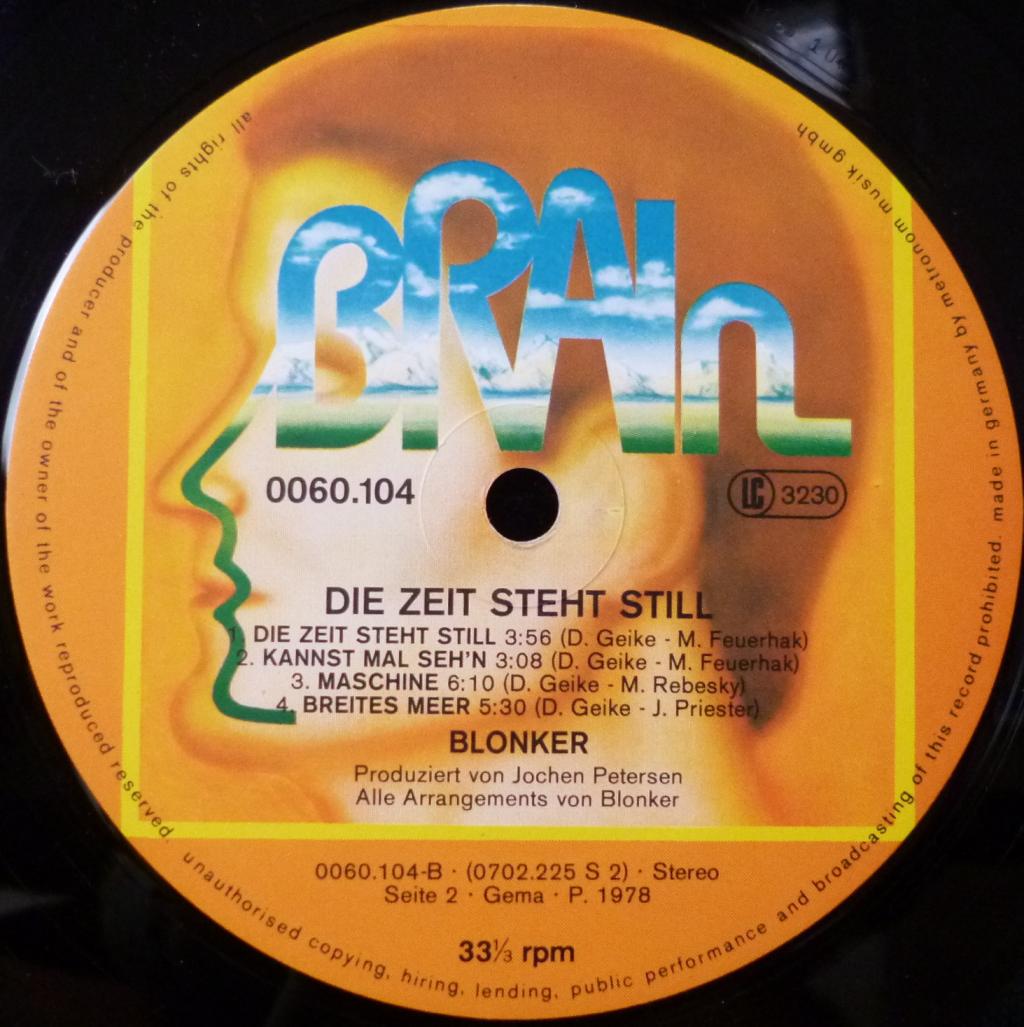 BRAIn
0060.104
LC 3230
DIE ZEIT STEHT STILL
1. DIE ZEIT STEHT STILL 3:56 (D. Geike - M. Feuerhak)
2. KANNST MAL SEH'N 3:08 (D. Geike - M. Feuerhak)
3. MASCHINE 6:10 (D. Geike - M. Rebesky)
4. BREITES MEER 5:30 (D. Geike - J. Priester)
BLONKER
Produziert von Jochen Petersen
Alle Arrangements von Blonker
0060.104-B · (0702.225 S 2) · Stereo
Seite 2 · Gema · P. 1978
33⅓ rpm
all rights of the producer and of the owner of the work reproduced reserved. unauthorised copying, hiring, lending, public performance and broadcasting of this record prohibited. made in germany by metronom musik gmbh